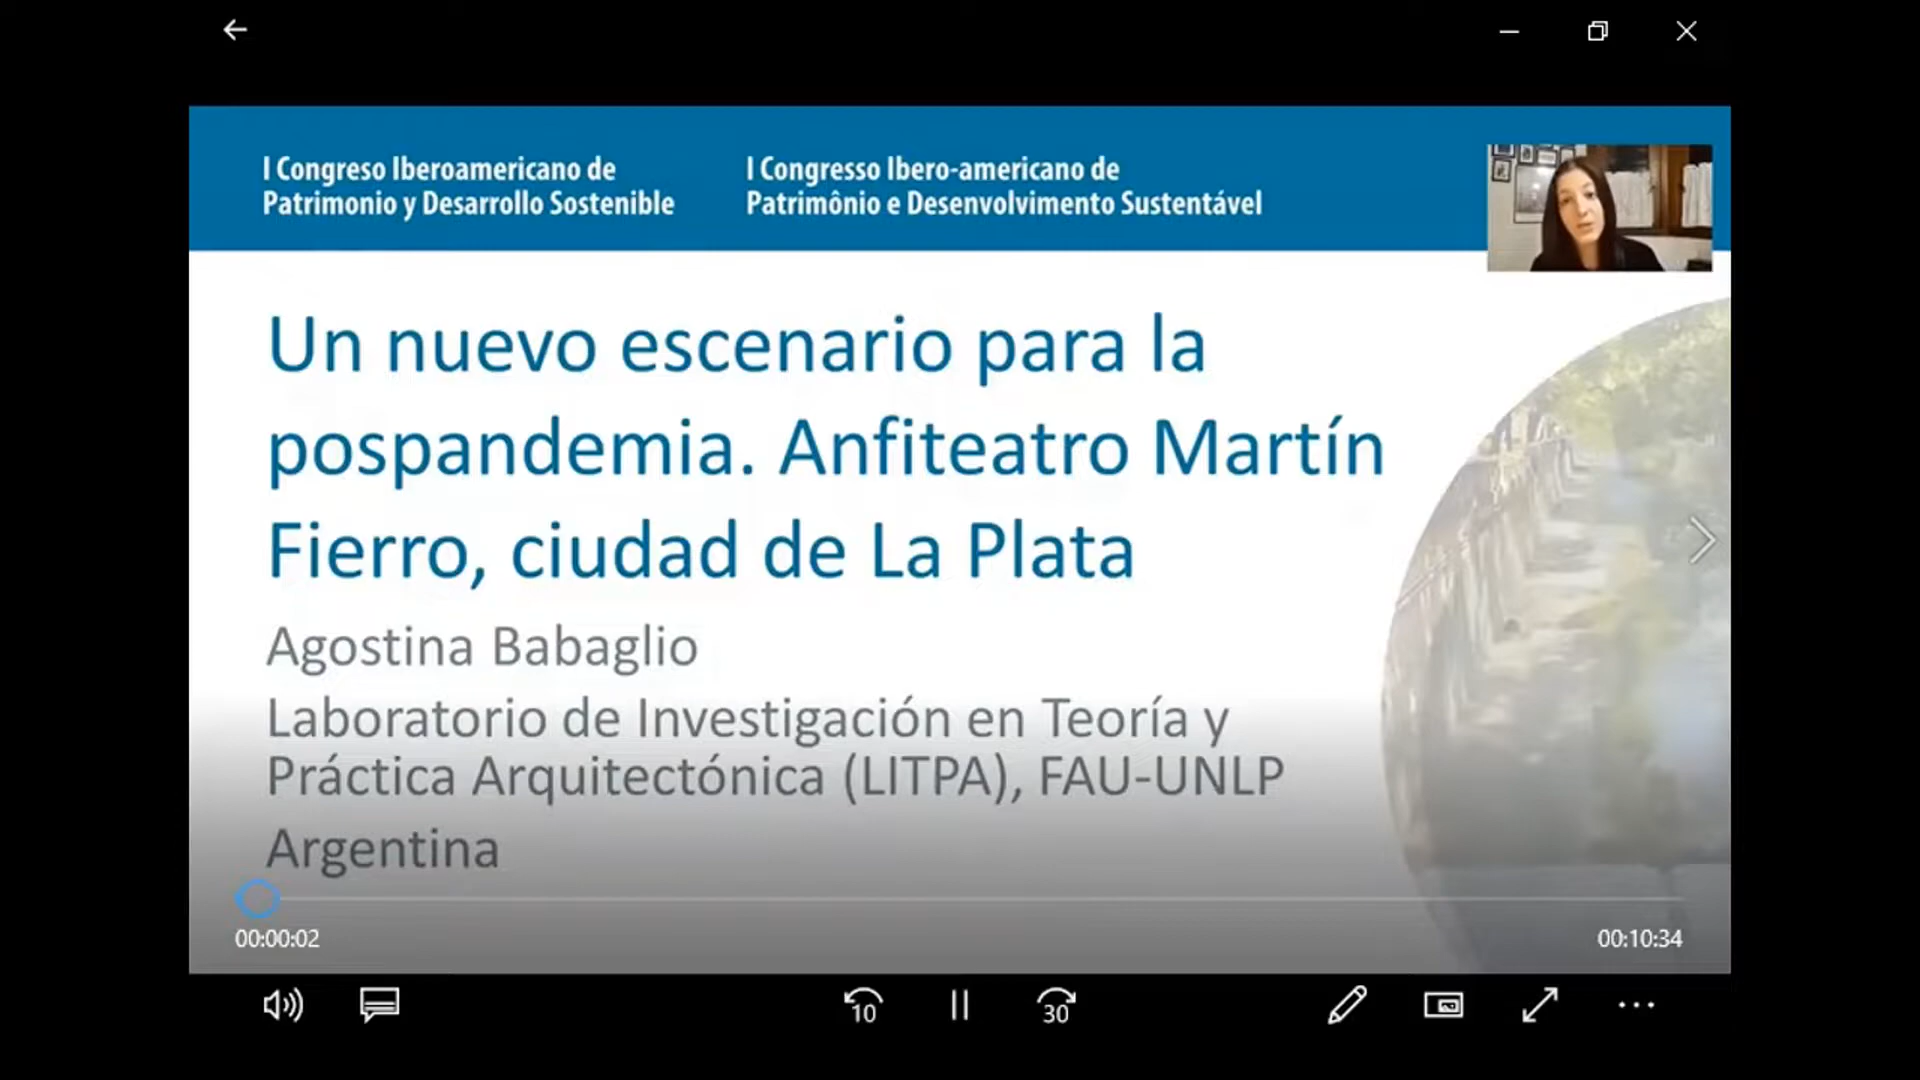 I Congreso Iberoamericano de
Patrimonio y Desarrollo Sostenible
I Congresso Ibero-americano de
Patrimônio e Desenvolvimento Sustentável
Un nuevo escenario para la
pospandemia. Anfiteatro Martín
Fierro, ciudad de La Plata
Agostina Babaglio
Laboratorio de Investigación en Teoría y
Práctica Arquitectónica (LITPA), FAU-UNLP
Argentina
00:00:02
00:10:34
10
30